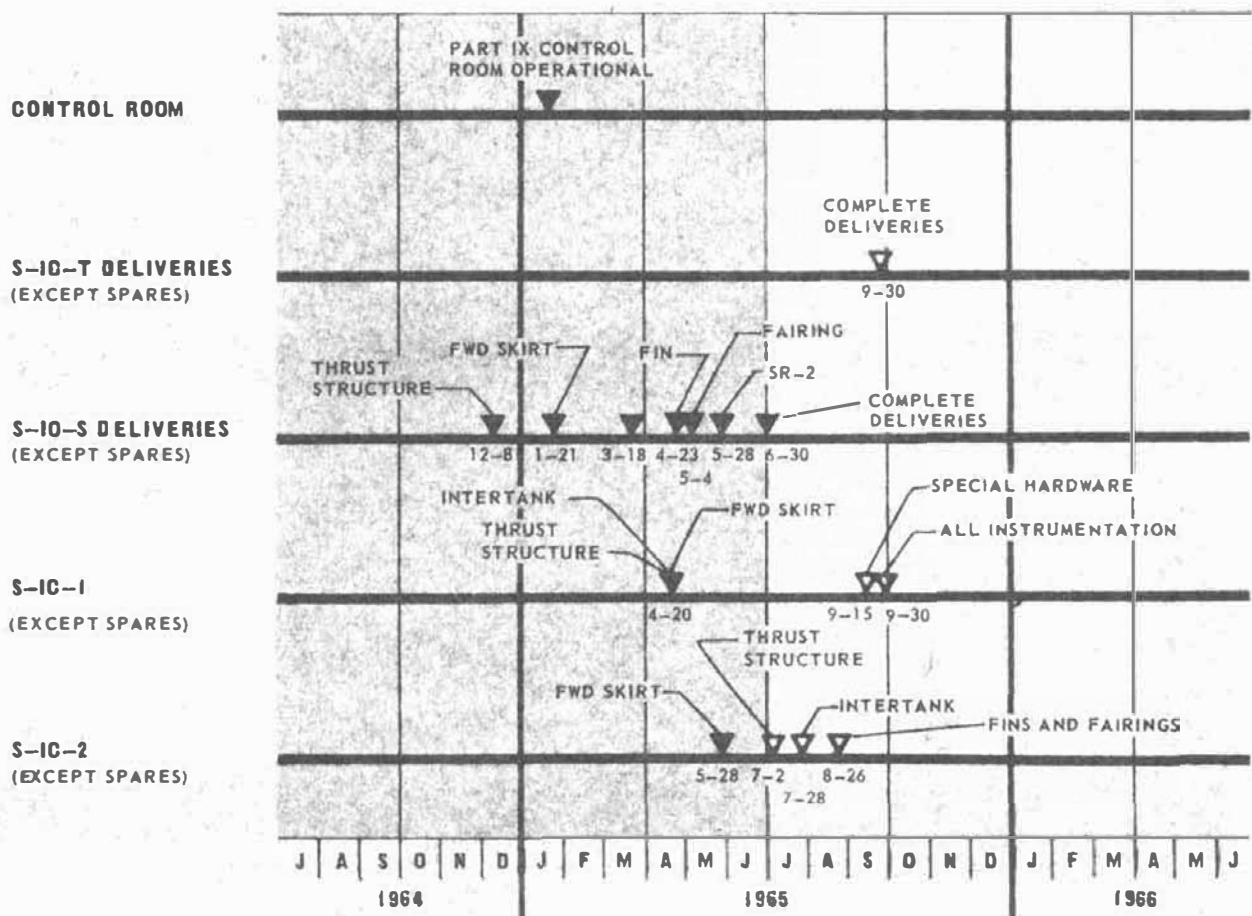 PART IX CONTROL
ROOM OPERATIONAL
CONTROL ROOM
COMPLETE
DELIVERIES
S-IC-T DELIVERIES
(EXCEPT SPARES)
9-30
FAIRING
FWD SKIRT
FIN
SR-2
THRUST
STRUCTURE
COMPLETE
DELIVERIES
S-IC-S DELIVERIES
(EXCEPT SPARES)
12-8 1-21 3-18 4-23 5-28 6-30
5-4
INTERTANK
FWD SKIRT
SPECIAL HARDWARE
THRUST
STRUCTURE
ALL INSTRUMENTATION
S-IC-1
(EXCEPT SPARES)
4-20 9-15 9-30
THRUST
STRUCTURE
FWD SKIRT
INTERTANK
FINS AND FAIRINGS
S-IC-2
(EXCEPT SPARES)
5-28 7-2 8-26
7-28
J A S O N D J F M A M J J A S O N D J F M A M J
1964 1965 1966